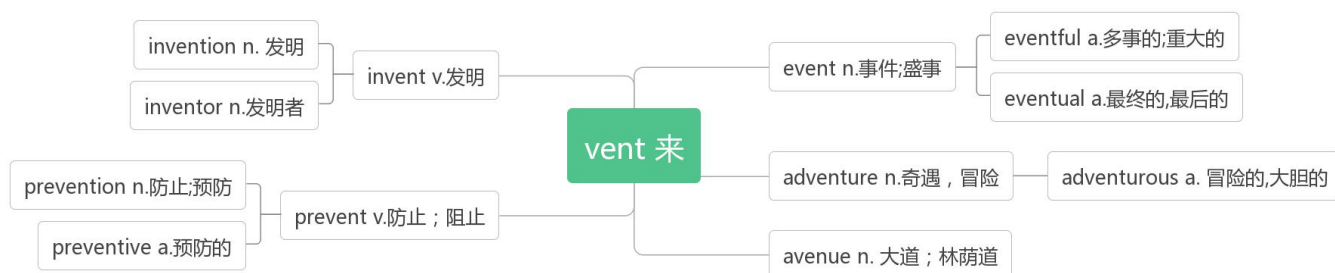 invention n. 发明
inventor n.发明者
invent v.发明
prevention n.防止;预防
preventive a.预防的
prevent v.防止；阻止
vent 来
event n.事件;盛事
eventful a.多事的;重大的
eventual a.最终的,最后的
adventure n.奇遇，冒险
adventurous a. 冒险的,大胆的
avenue n. 大道；林荫道